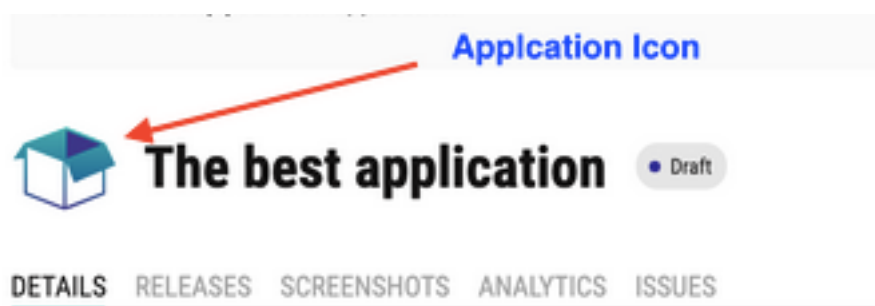 Applcation Icon
The best application
Draft
DETAILS RELEASES SCREENSHOTS ANALYTICS ISSUES